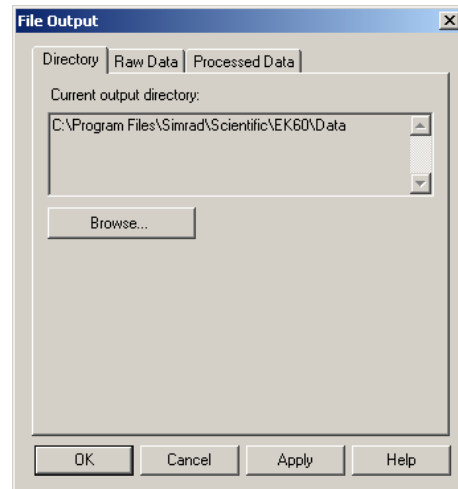 File Output
Directory Raw Data Processed Data
Current output directory:
C:\Program Files\Simrad\Scientific\EK60\Data
Browse...
OK Cancel Apply Help